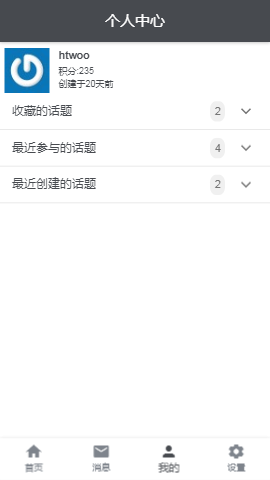 个人中心
htwoo
积分:235
创建于20天前
收藏的话题 2
最近参与的话题 4
最近创建的话题 2
首页 消息 我的 设置